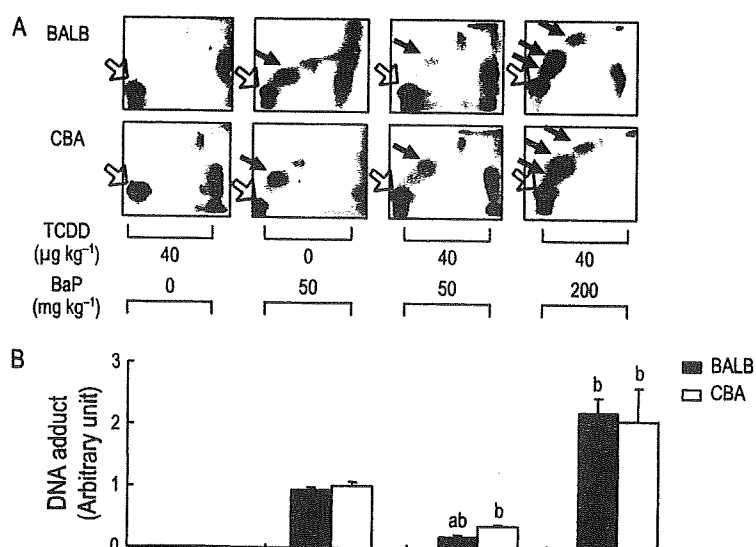 A
BALB
CBA
TCDD
(µg kg⁻¹)
40 0 40 40
BaP
(mg kg⁻¹)
0 50 50 200
B
BALB
CBA
DNA adduct
(Arbitrary unit)
3
2
1
0
ab b
b b